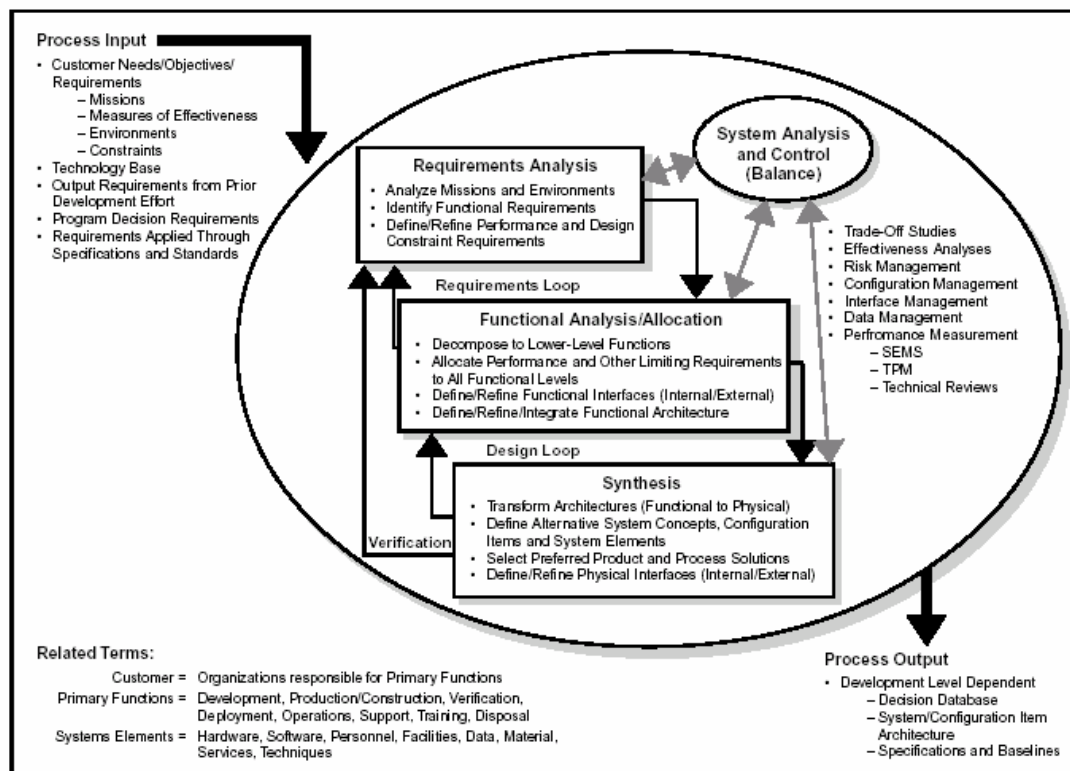 Process Input
• Customer Needs/Objectives/
Requirements
– Missions
– Measures of Effectiveness
– Environments
– Constraints
• Technology Base
• Output Requirements from Prior
Development Effort
• Program Decision Requirements
• Requirements Applied Through
Specifications and Standards
Requirements Analysis
• Analyze Missions and Environments
• Identify Functional Requirements
• Define/Refine Performance and Design
Constraint Requirements
System Analysis
and Control
(Balance)
• Trade-Off Studies
• Effectiveness Analyses
• Risk Management
• Configuration Management
• Interface Management
• Data Management
• Perfromance Measurement
– SEMS
– TPM
– Technical Reviews
Requirements Loop
Functional Analysis/Allocation
• Decompose to Lower-Level Functions
• Allocate Performance and Other Limiting Requirements
to All Functional Levels
• Define/Refine Functional Interfaces (Internal/External)
• Define/Refine/Integrate Functional Architecture
Design Loop
Synthesis
• Transform Architectures (Functional to Physical)
• Define Alternative System Concepts, Configuration
Items and System Elements
• Select Preferred Product and Process Solutions
• Define/Refine Physical Interfaces (Internal/External)
Verification
Related Terms:
Customer = Organizations responsible for Primary Functions
Primary Functions = Development, Production/Construction, Verification,
Deployment, Operations, Support, Training, Disposal
Systems Elements = Hardware, Software, Personnel, Facilities, Data, Material,
Services, Techniques
Process Output
• Development Level Dependent
– Decision Database
– System/Configuration Item
Architecture
– Specifications and Baselines